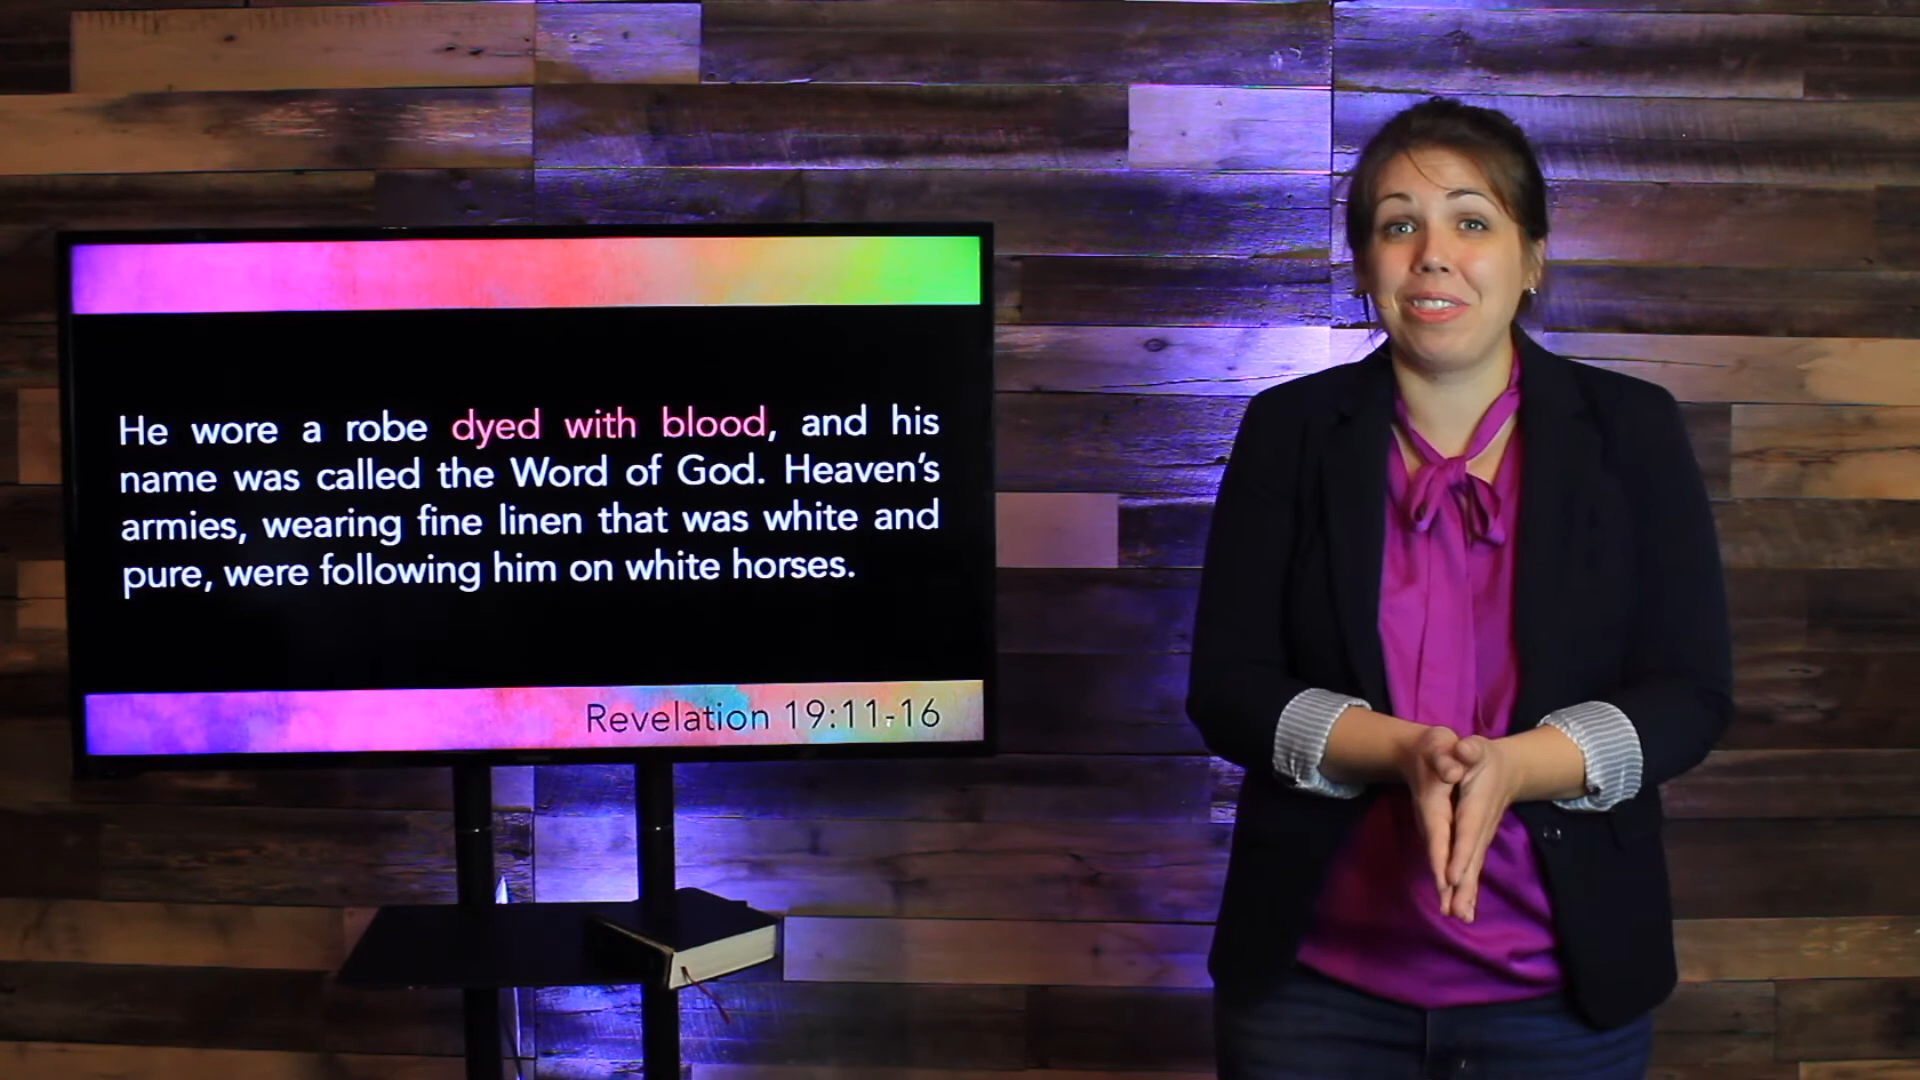 He wore a robe dyed with blood, and his
name was called the Word of God. Heaven’s
armies, wearing fine linen that was white and
pure, were following him on white horses.
Revelation 19:11-16